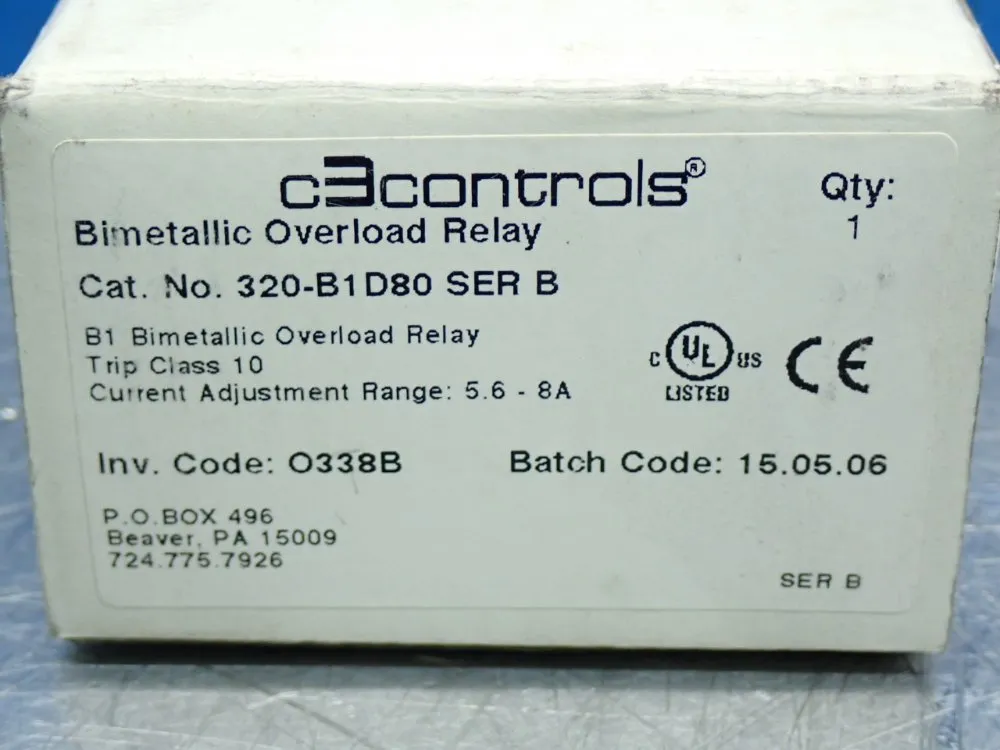 c3controls®
Qty:
1
Bimetallic Overload Relay
Cat. No. 320-B1D80 SER B
B1 Bimetallic Overload Relay
Trip Class 10
Current Adjustment Range: 5.6 - 8A
C UL US
LISTED
CE
Inv. Code: O338B
Batch Code: 15.05.06
P.O.BOX 496
Beaver, PA 15009
724.775.7926
SER B